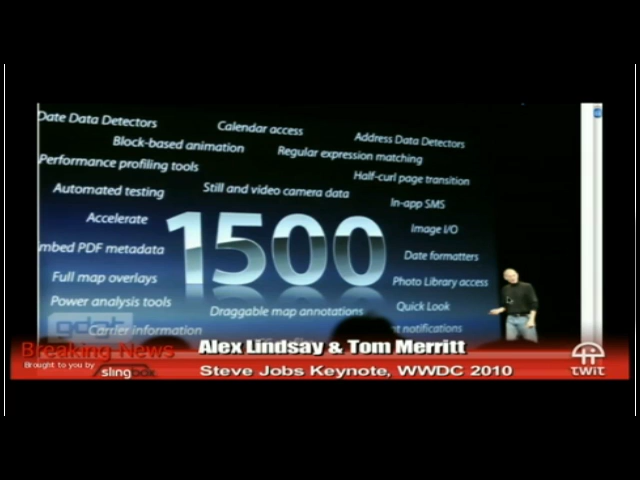 Date Data Detectors
Calendar access
Address Data Detectors
Block-based animation
Regular expression matching
Performance profiling tools
Half-curl page transition
Automated testing
Still and video camera data
In-app SMS
Accelerate
1500
Image I/O
mbed PDF metadata
Date formatters
Full map overlays
Photo Library access
Power analysis tools
Draggable map annotations
Quick Look
gdgt
Carrier information
nt notifications
Breaking News
Alex Lindsay & Tom Merritt
Brought to you by
slingbox
Steve Jobs Keynote, WWDC 2010
TWiT